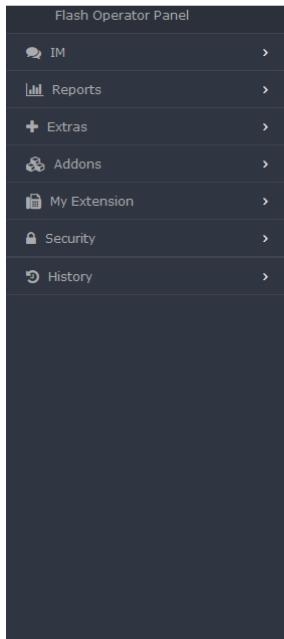 Flash Operator Panel
IM
Reports
Extras
Addons
My Extension
Security
History